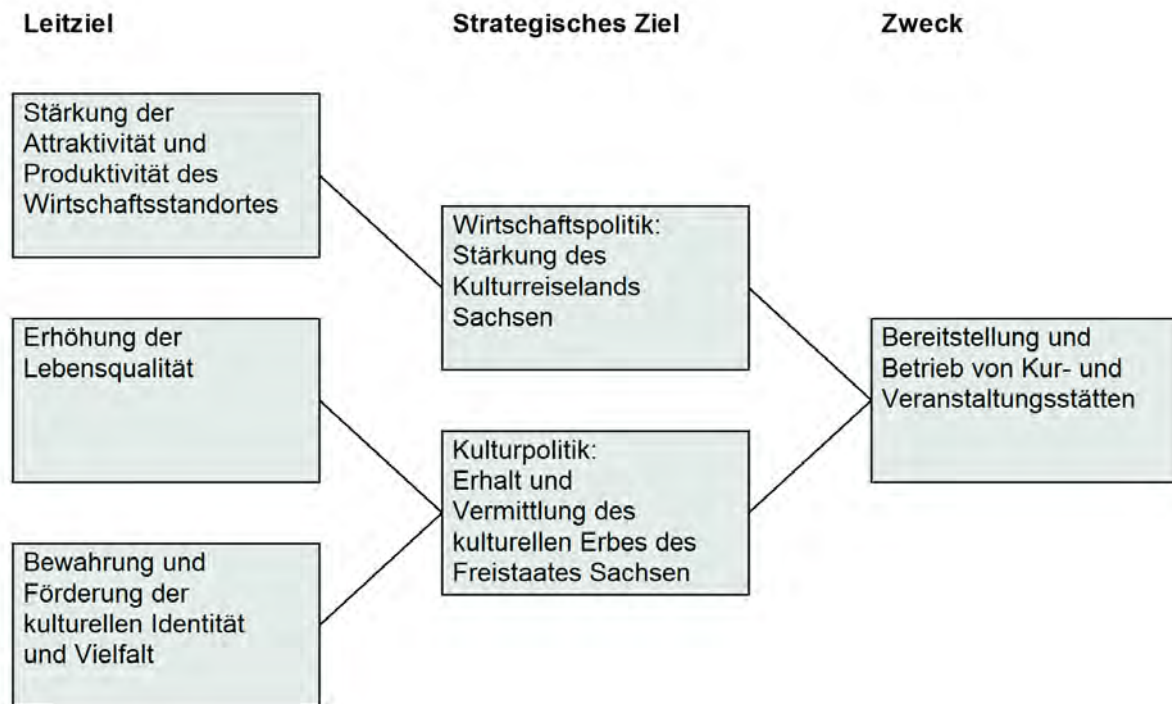 Leitziel
Strategisches Ziel
Zweck
Stärkung der
Attraktivität und
Produktivität des
Wirtschaftsstandortes
Erhöhung der
Lebensqualität
Bewahrung und
Förderung der
kulturellen Identität
und Vielfalt
Wirtschaftspolitik:
Stärkung des
Kulturreiselands
Sachsen
Kulturpolitik:
Erhalt und
Vermittlung des
kulturellen Erbes des
Freistaates Sachsen
Bereitstellung und
Betrieb von Kur- und
Veranstaltungsstätten